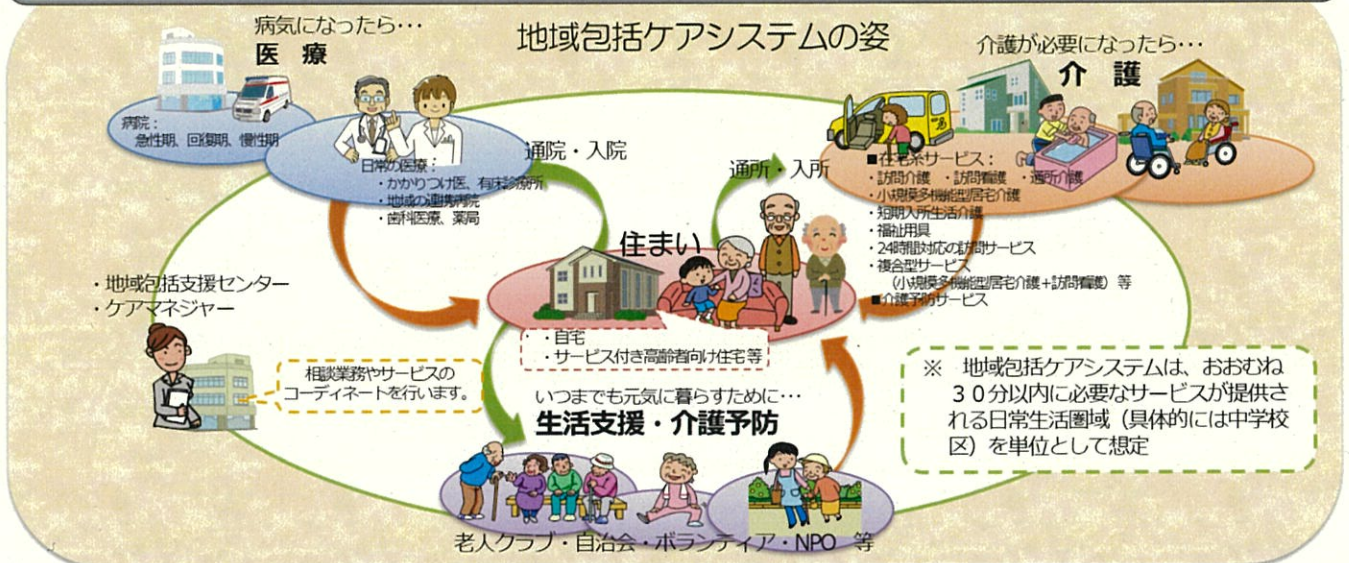 地域包括ケアシステムの姿
病気になったら･･･
医 療
病院：
急性期、回復期、慢性期
日常の医療：
・かかりつけ医、有床診療所
・地域の連携病院
・歯科医療、薬局
通院・入院
通所・入所
介護が必要になったら･･･
介 護
■在宅系サービス：
・訪問介護 ・訪問看護 ・通所介護
・小規模多機能型居宅介護
・短期入所生活介護
・福祉用具
・24時間対応の訪問サービス
・複合型サービス
（小規模多機能型居宅介護+訪問看護）等
■介護予防サービス
住まい
・自宅
・サービス付き高齢者向け住宅等
・地域包括支援センター
・ケアマネジャー
相談業務やサービスの
コーディネートを行います。
いつまでも元気に暮らすために･･･
生活支援・介護予防
老人クラブ・自治会・ボランティア・NPO 等
※ 地域包括ケアシステムは、おおむね
３０分以内に必要なサービスが提供さ
れる日常生活圏域（具体的には中学校
区）を単位として想定